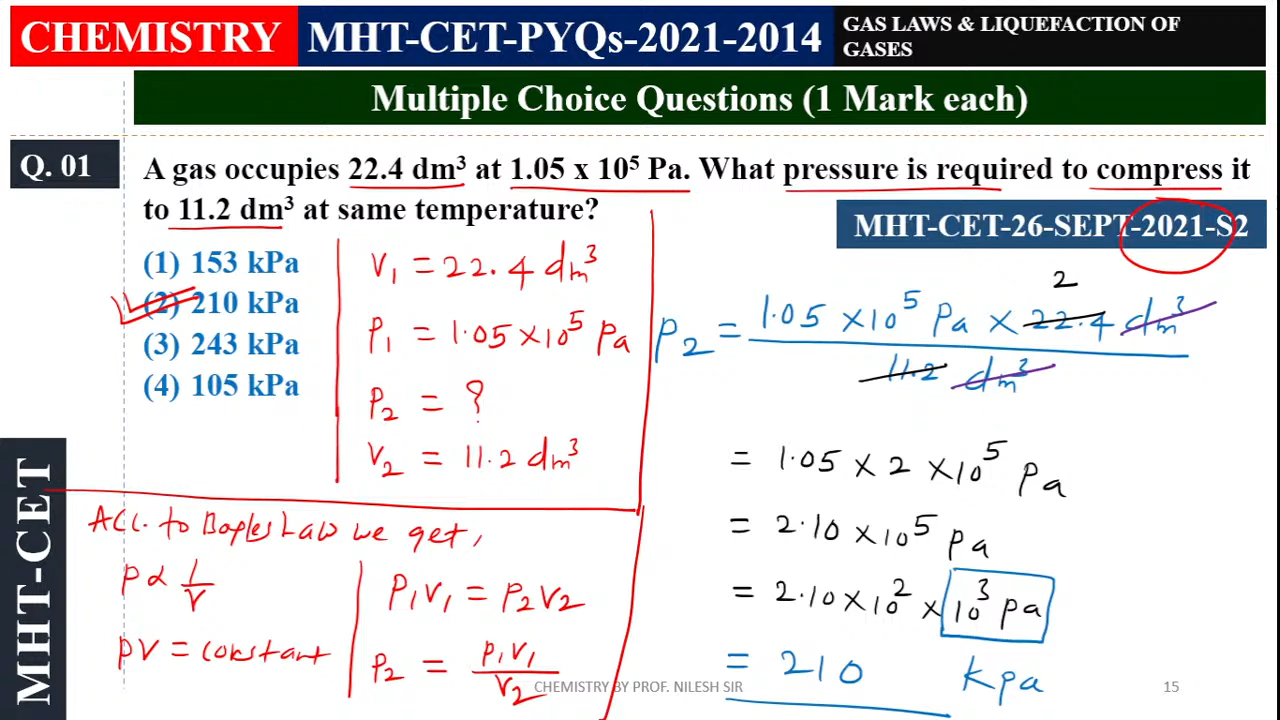 CHEMISTRY MHT-CET-PYQs-2021-2014 GAS LAWS & LIQUEFACTION OF
GASES
Multiple Choice Questions (1 Mark each)
Q. 01
A gas occupies 22.4 dm³ at 1.05 x 10⁵ Pa. What pressure is required to compress it
to 11.2 dm³ at same temperature?
MHT-CET-26-SEPT-2021-S2
(1) 153 kPa
(2) 210 kPa
(3) 243 kPa
(4) 105 kPa
V₁ = 22.4 dm³
P₁ = 1.05 × 10⁵ Pa
P₂ = ?
V₂ = 11.2 dm³
Acc. to Boyles Law we get,
P ∝ 1/V
PV = constant
P₁V₁ = P₂V₂
P₂ = P₁V₁/V₂
2
P₂ = 1.05 × 10⁵ Pa × 22.4 dm³
11.2 dm³
= 1.05 × 2 × 10⁵ Pa
= 2.10 × 10⁵ Pa
= 2.10 × 10² × 10³ Pa
= 210 kPa
MHT-CET
CHEMISTRY BY PROF. NILESH SIR
15